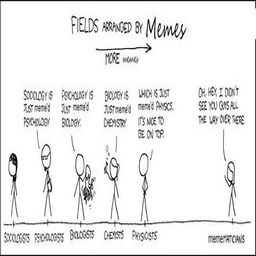 FIELDS ARRANGED BY Memes
MORE memes
SOCIOLOGY IS
JUST meme'd
PSYCHOLOGY
PSYCHOLOGY IS
JUST meme'd
BIOLOGY.
BIOLOGY IS
JUST meme'd
CHEMISTRY
WHICH IS JUST
meme'd PHYSICS.
IT'S NICE TO
BE ON TOP.
OH, HEY, I DIDN'T
SEE YOU GUYS ALL
THE WAY OVER THERE.
SOCIOLOGISTS
PSYCHOLOGISTS
BIOLOGISTS
CHEMISTS
PHYSICISTS
memeMATICIANS